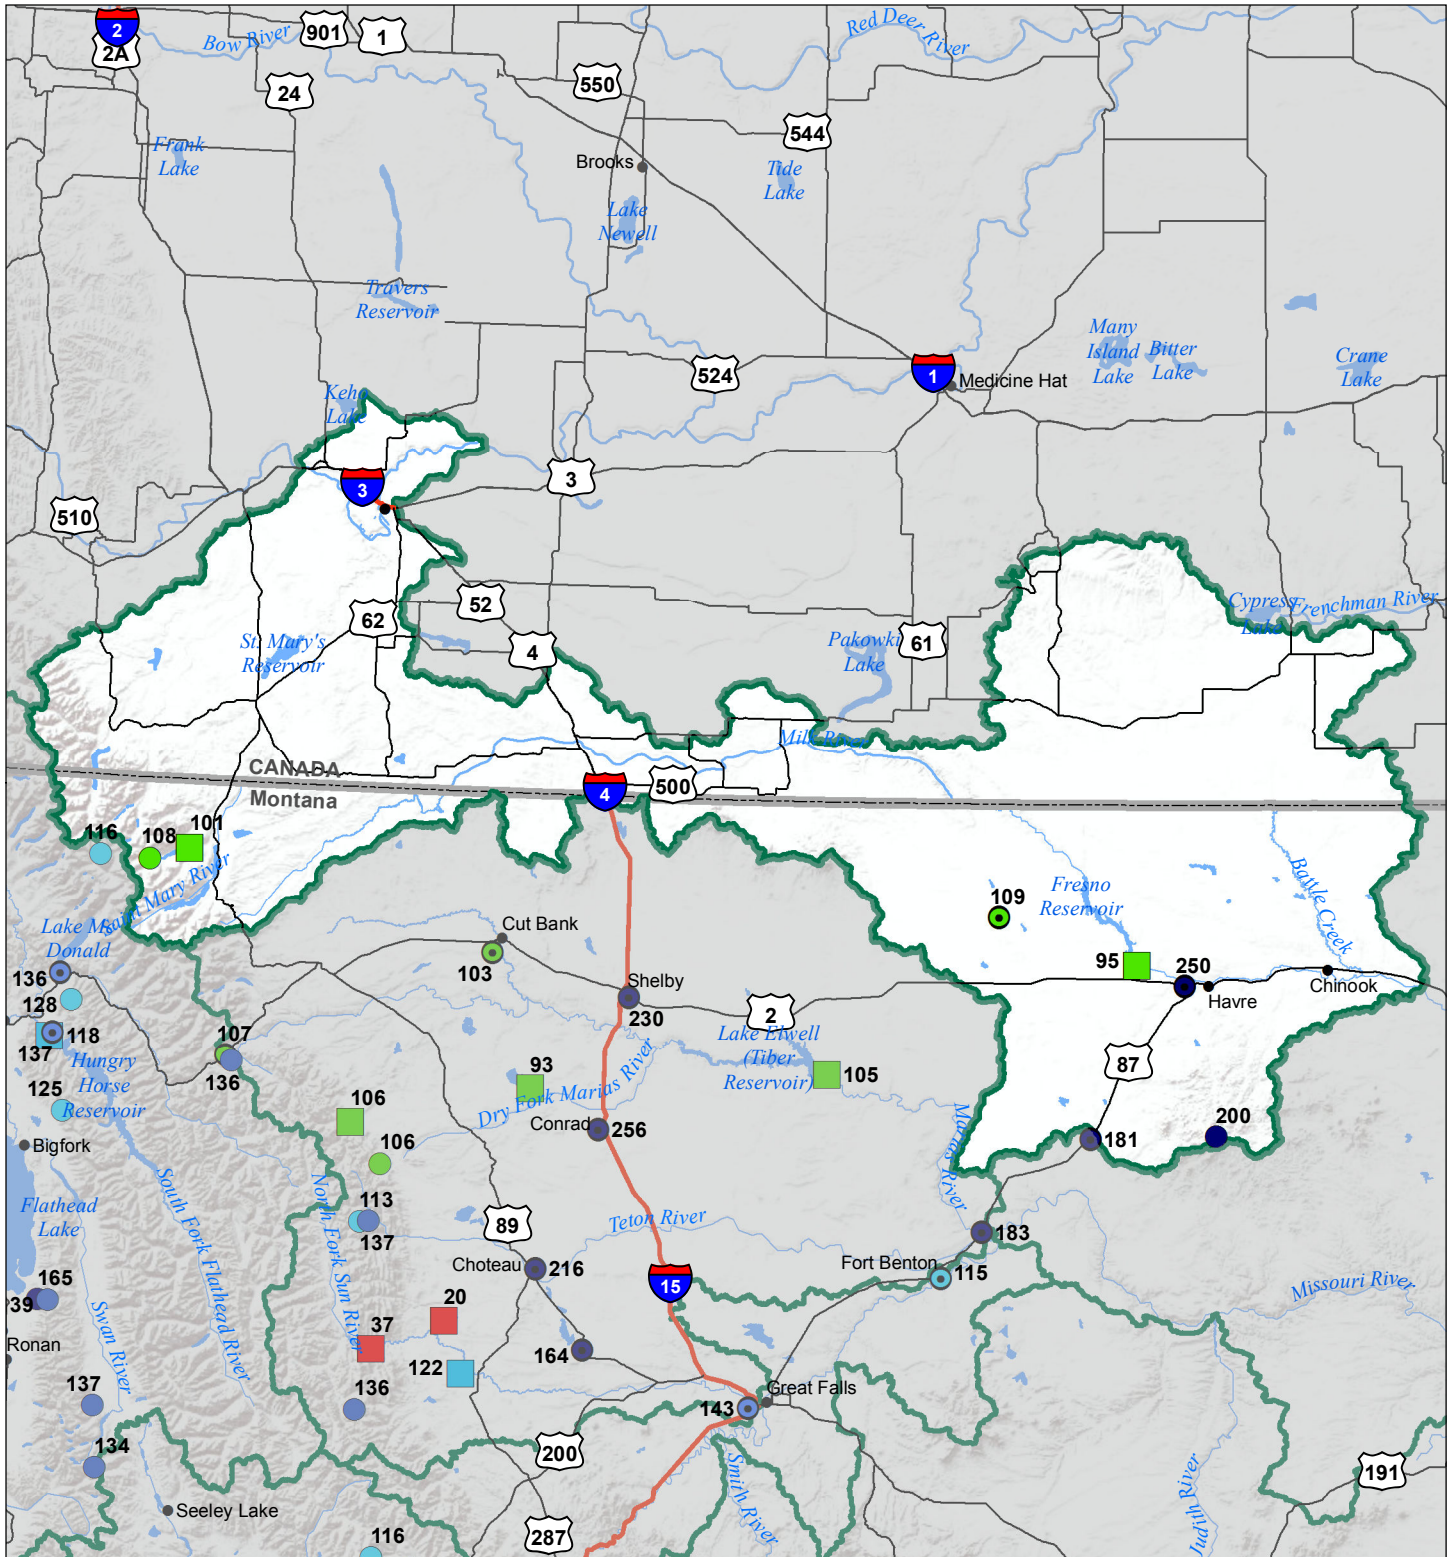 2
2A
Bow River
901
1
Red Deer
River
24
550
544
Frank
Lake
Brooks
Tide
Lake
Lake
Newell
Travers
Reservoir
Many
Island
Lake
Bitter
Lake
Crane
Lake
524
1
Medicine Hat
Keho
Lake
3
3
510
62
52
4
61
Cypress
Lake
Frenchman River
St. Mary's
Reservoir
Pakowki
Lake
Milk River
CANADA
Montana
4
500
116
108
101
Saint Mary River
Lake Mc
Donald
109
Fresno
Reservoir
Battle Creek
Cut Bank
103
136
128
118
137
95
250
Havre
Chinook
Shelby
230
2
Lake Elwell
(Tiber
Reservoir)
105
107
136
Hungry
Horse
Reservoir
125
93
Dry Fork Marias River
87
106
106
Conrad
256
Bigfork
181
200
Marias River
South Fork Flathead River
North Fork Sun River
113
137
Flathead
Lake
89
Teton River
183
Choteau
216
Fort Benton
115
15
Missouri River
165
39
Swan River
20
37
122
164
Ronan
137
136
Great Falls
143
134
200
Smith River
Judith River
191
Seeley Lake
287
116